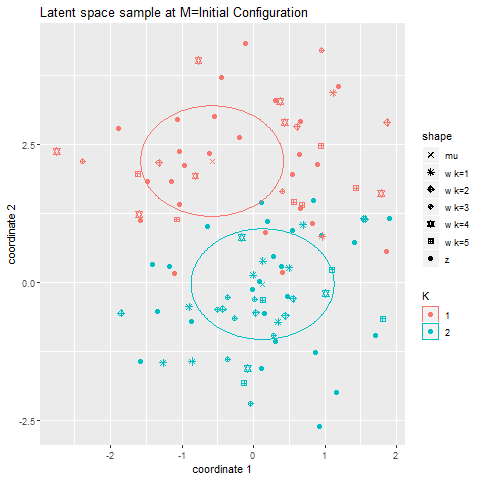 Latent space sample at M=Initial Configuration
coordinate 2
2.5
0.0
-2.5
-2
-1
0
1
2
coordinate 1
shape
mu
w k=1
w k=2
w k=3
w k=4
w k=5
z
K
1
2